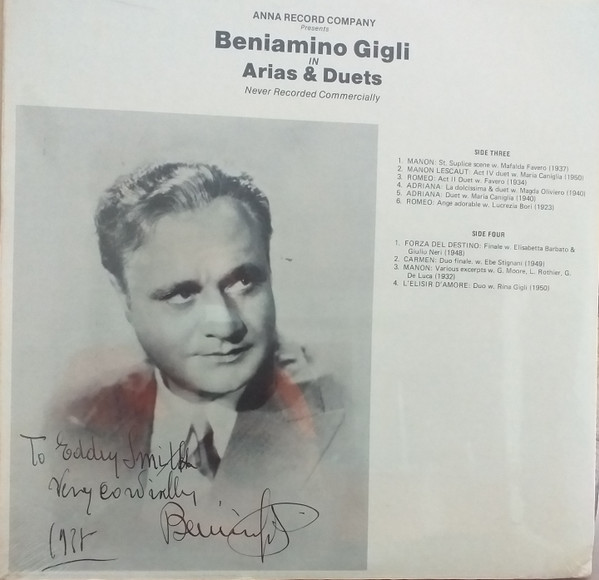 ANNA RECORD COMPANY
Presents
Beniamino Gigli
IN
Arias & Duets
Never Recorded Commercially
SIDE THREE
1. MANON: St. Suplice scene w. Mafalda Favero (1937)
2. MANON LESCAUT: Act IV duet w. Maria Caniglia (1950)
3. ROMEO: Act II Duet w. Favero (1934)
4. ADRIANA: La dolcissima & duet w. Magda Oliviero (1940)
5. ADRIANA: Duet w. Maria Caniglia (1940)
6. ROMEO: Ange adorable w. Lucrezia Bori (1923)
SIDE FOUR
1. FORZA DEL DESTINO: Finale w. Elisabetta Barbato &
Giulio Neri (1948)
2. CARMEN: Duo finale. w. Ebe Stignani (1949)
3. MANON: Various excerpts w. G. Moore, L. Rothier, G.
De Luca (1932)
4. L'ELISIR D'AMORE: Duo w. Rina Gigli (1950)
To Eddy Smith
Very cordially